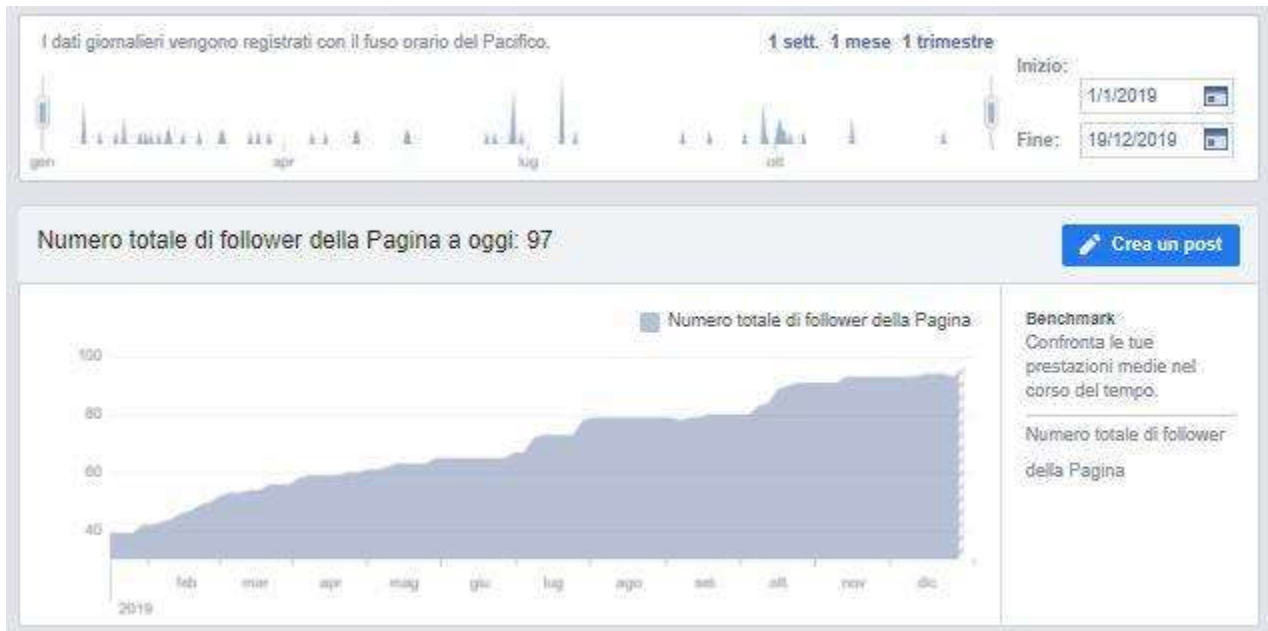 I dati giornalieri vengono registrati con il fuso orario del Pacifico.
1 sett. 1 mese 1 trimestre
Inizio:
1/1/2019
Fine:
19/12/2019
gen apr lug ott
Numero totale di follower della Pagina a oggi: 97
Crea un post
Numero totale di follower della Pagina
100
80
60
40
feb mar apr mag giu lug ago set ott nov dic
2019
Benchmark
Confronta le tue
prestazioni medie nel
corso del tempo.
Numero totale di follower
della Pagina